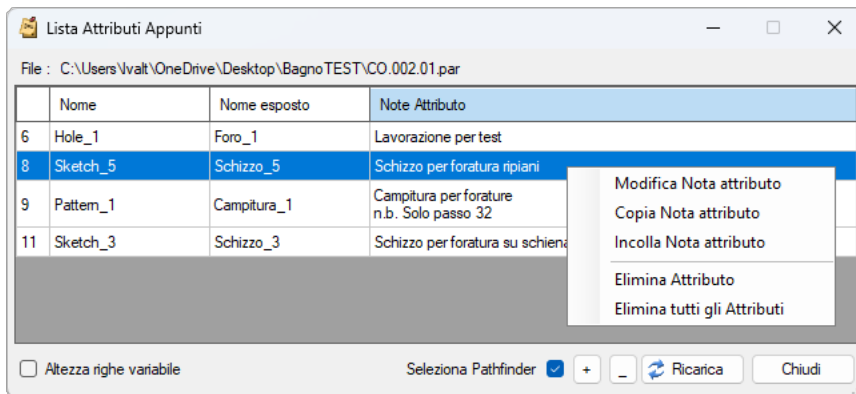 Lista Attributi Appunti
File : C:\Users\lvalt\OneDrive\Desktop\BagnoTEST\CO.002.01.par
Nome Nome esposto Note Attributo
6 Hole_1 Foro_1 Lavorazione per test
8 Sketch_5 Schizzo_5 Schizzo per foratura ripiani
9 Pattern_1 Campitura_1 Campitura per forature
n.b. Solo passo 32
11 Sketch_3 Schizzo_3 Schizzo per foratura su schiena
Modifica Nota attributo
Copia Nota attributo
Incolla Nota attributo
Elimina Attributo
Elimina tutti gli Attributi
Altezza righe variabile Seleziona Pathfinder + _ Ricarica Chiudi